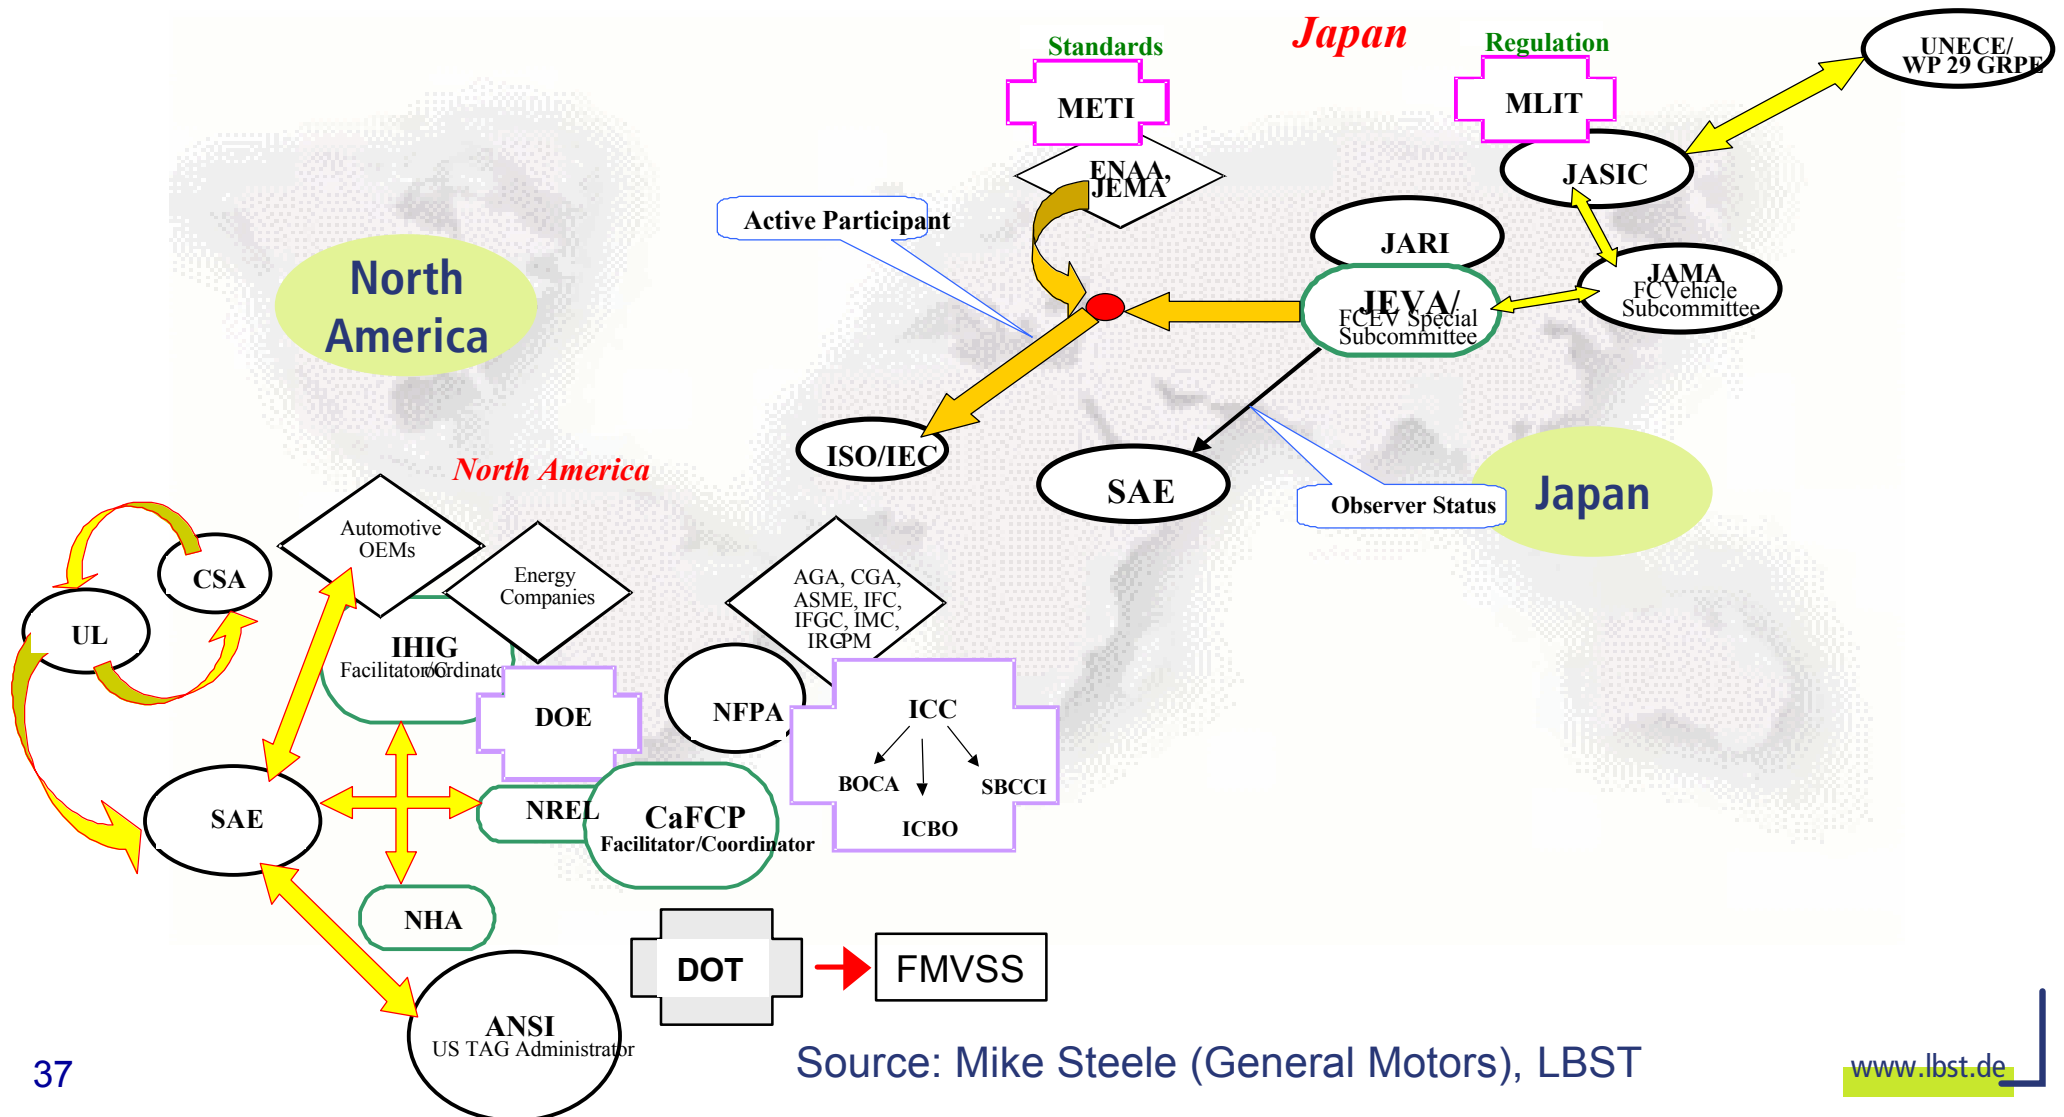 Japan
Standards
Regulation
UNECE/
WP 29 GRPE
METI
MLIT
ENAA,
JEMA
JASIC
Active Participant
JARI
JAMA
FCVehicle
Subcommittee
JEVA/
FCEV Special
Subcommittee
North
America
ISO/IEC
SAE
Observer Status
Japan
North America
Automotive
OEMs
Energy
Companies
CSA
UL
AGA, CGA,
ASME, IFC,
IFGC, IMC,
IHIG
DOE
NFPA
ICC
BOCA
SBCCI
ICBO
NREL
CaFCP
Facilitator/Coordinator
SAE
NHA
DOT
FMVSS
ANSI
US TAG Administrator
37
Source: Mike Steele (General Motors), LBST
www.lbst.de